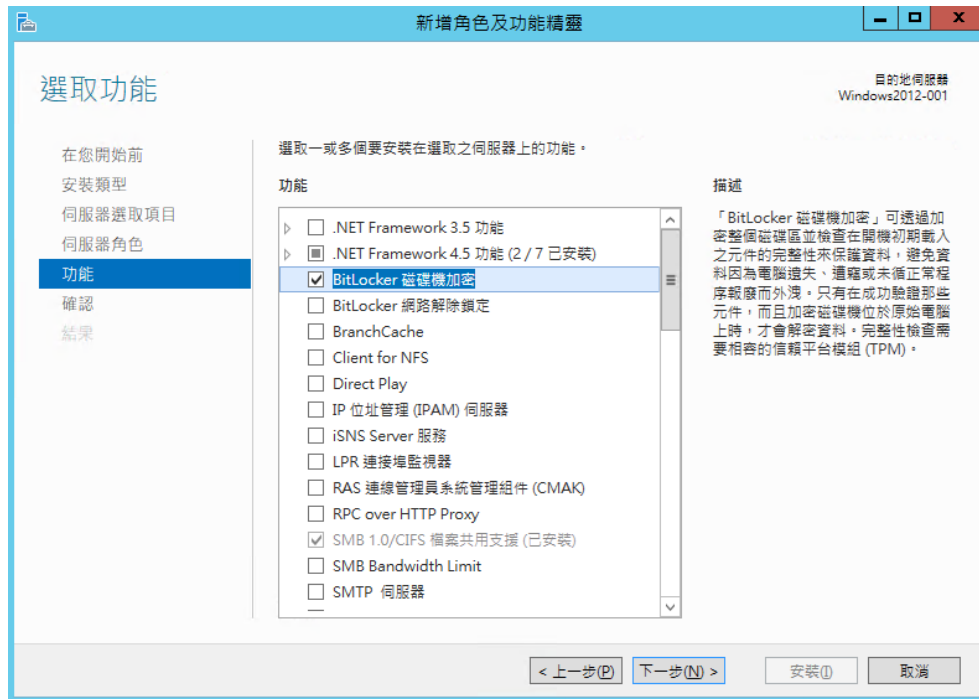 新增角色及功能精靈
選取功能
目的地伺服器
Windows2012-001
在您開始前
安裝類型
伺服器選取項目
伺服器角色
功能
確認
結果
選取一或多個要安裝在選取之伺服器上的功能。
功能
.NET Framework 3.5 功能
.NET Framework 4.5 功能 (2 / 7 已安裝)
BitLocker 磁碟機加密
BitLocker 網路解除鎖定
BranchCache
Client for NFS
Direct Play
IP 位址管理 (IPAM) 伺服器
iSNS Server 服務
LPR 連接埠監視器
RAS 連線管理員系統管理組件 (CMAK)
RPC over HTTP Proxy
SMB 1.0/CIFS 檔案共用支援 (已安裝)
SMB Bandwidth Limit
SMTP 伺服器
描述
「BitLocker 磁碟機加密」可透過加
密整個磁碟區並檢查在開機初期載入
之元件的完整性來保護資料，避免資
料因為電腦遺失、遭竊或未循正常程
序報廢而外洩。只有在成功驗證那些
元件，而且加密磁碟機位於原始電腦
上時，才會解密資料。完整性檢查需
要相容的信賴平台模組 (TPM)。
< 上一步(P)
下一步(N) >
安裝(I)
取消